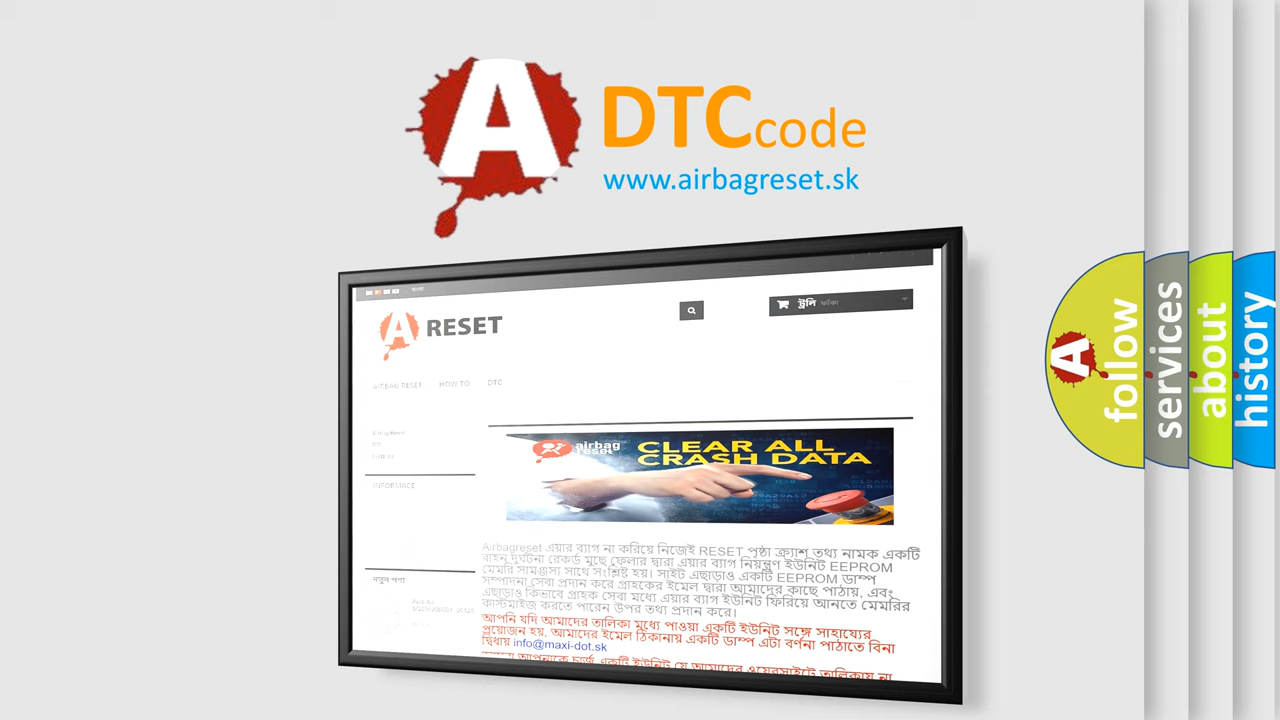 DTC code
www.airbagreset.sk
বাংলা
A RESET
ট্রলি ফাঁকা
AIRBAG RESET HOW TO DTC
INFORMACE
airbag
reset
CLEAR ALL
CRASH DATA
Airbagreset এয়ার ব্যাগ না করিয়ে নিজেই RESET পৃষ্ঠা ক্র্যাশ তথ্য নামক একটি
বাহন দুর্ঘটনা রেকর্ড মুছে ফেলার দ্বারা এয়ার ব্যাগ নিয়ন্ত্রণ ইউনিট EEPROM
মেমরি সামঞ্জস্য সাথে সংশ্লিষ্ট হয়। সাইট এছাড়াও একটি EEPROM ডাম্প
সম্পাদনা সেবা প্রদান করে গ্রাহকের ইমেল দ্বারা আমাদের কাছে পাঠায়, এবং
এছাড়াও কিভাবে গ্রাহক সেবা মধ্যে এয়ার ব্যাগ ইউনিট ফিরিয়ে আনতে মেমরির
কাস্টমাইজ করতে পারেন উপর তথ্য প্রদান করে।
আপনি যদি আমাদের তালিকা মধ্যে পাওয়া একটি ইউনিট সঙ্গে সাহায্যের
প্রয়োজন হয়, আমাদের ইমেল ঠিকানায় একটি ডাম্প এটা বর্ণনা পাঠাতে বিনা
দ্বিধায় info@maxi-dot.sk
নতুন পণ্য
follow
services
about
history